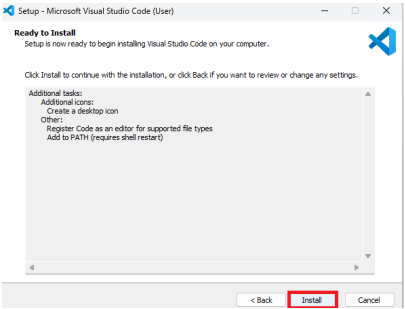 Setup - Microsoft Visual Studio Code (User)
Ready to Install
Setup is now ready to begin installing Visual Studio Code on your computer.
Click Install to continue with the installation, or click Back if you want to review or change any settings.
Additional tasks:
Additional icons:
Create a desktop icon
Other:
Register Code as an editor for supported file types
Add to PATH (requires shell restart)
< Back Install Cancel